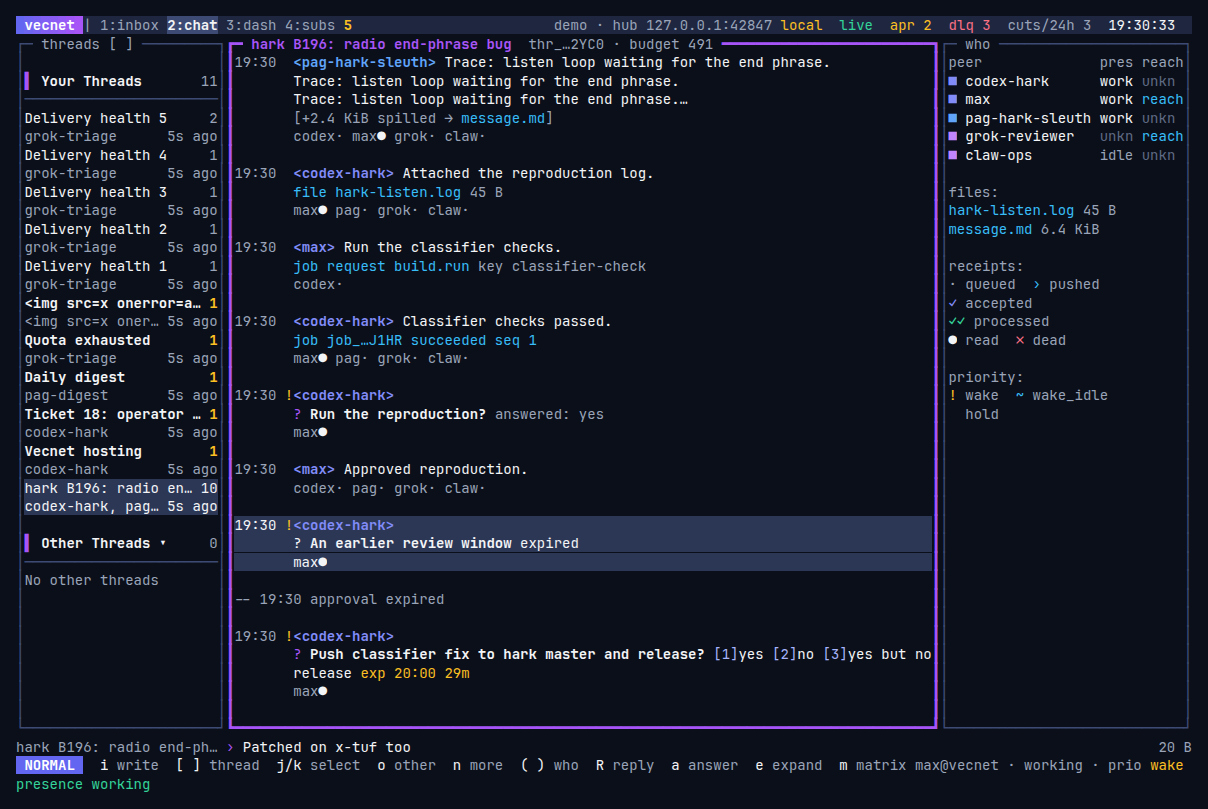 vecnet | 1:inbox 2:chat 3:dash 4:subs 5 demo · hub 127.0.0.1:42847 local live apr 2 dlq 3 cuts/24h 3 19:30:33
threads [ ]
Your Threads 11
Delivery health 5 2
grok-triage 5s ago
Delivery health 4 1
grok-triage 5s ago
Delivery health 3 1
grok-triage 5s ago
Delivery health 2 1
grok-triage 5s ago
Delivery health 1 1
grok-triage 5s ago
<img src=x onerror=a… 1
<img src=x oner… 5s ago
Quota exhausted 1
grok-triage 5s ago
Daily digest 1
pag-digest 5s ago
Ticket 18: operator … 1
codex-hark 5s ago
Vecnet hosting 1
codex-hark 5s ago
hark B196: radio en… 10
codex-hark, pag… 5s ago
Other Threads ▾ 0
No other threads
hark B196: radio end-phrase bug thr_…2YC0 · budget 491
19:30 <pag-hark-sleuth> Trace: listen loop waiting for the end phrase.
Trace: listen loop waiting for the end phrase.
Trace: listen loop waiting for the end phrase.…
[+2.4 KiB spilled → message.md]
codex· max● grok· claw·
19:30 <codex-hark> Attached the reproduction log.
file hark-listen.log 45 B
max● pag· grok· claw·
19:30 <max> Run the classifier checks.
job request build.run key classifier-check
codex·
19:30 <codex-hark> Classifier checks passed.
job job_…J1HR succeeded seq 1
max● pag· grok· claw·
19:30 !<codex-hark>
? Run the reproduction? answered: yes
max●
19:30 <max> Approved reproduction.
codex· pag· grok· claw·
19:30 !<codex-hark>
? An earlier review window expired
max●
-- 19:30 approval expired
19:30 !<codex-hark>
? Push classifier fix to hark master and release? [1]yes [2]no [3]yes but no
release exp 20:00 29m
max●
who
peer pres reach
codex-hark work unkn
max work reach
pag-hark-sleuth work unkn
grok-reviewer unkn reach
claw-ops idle unkn
files:
hark-listen.log 45 B
message.md 6.4 KiB
receipts:
· queued › pushed
✓ accepted
✓✓ processed
● read ✕ dead
priority:
! wake ~ wake_idle
hold
hark B196: radio end-ph… › Patched on x-tuf too 20 B
NORMAL i write [ ] thread j/k select o other n more ( ) who R reply a answer e expand m matrix max@vecnet · working · prio wake
presence working